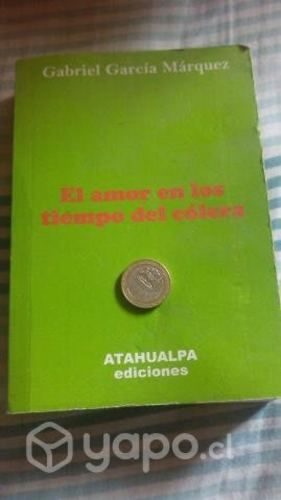 Gabriel García Márquez
El amor en los
tiempo del cólera
ATAHUALPA
ediciones
yapo.cl